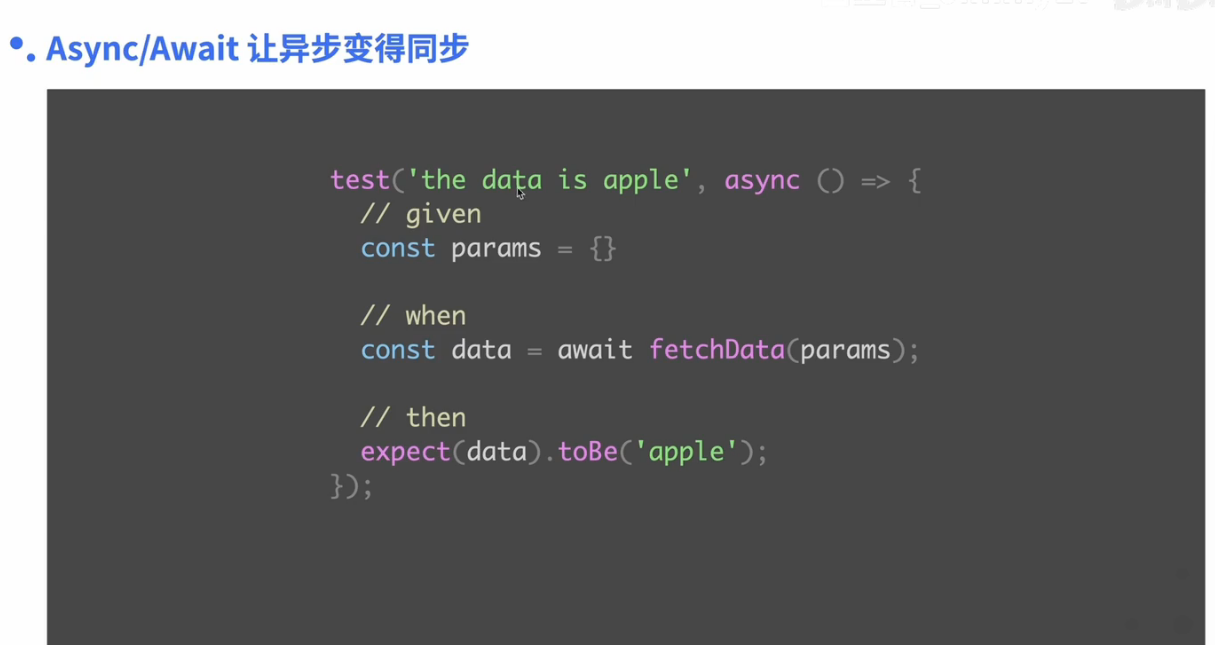 Async/Await 让异步变得同步
test('the data is apple', async () => {
// given
const params = {}
// when
const data = await fetchData(params);
// then
expect(data).toBe('apple');
});